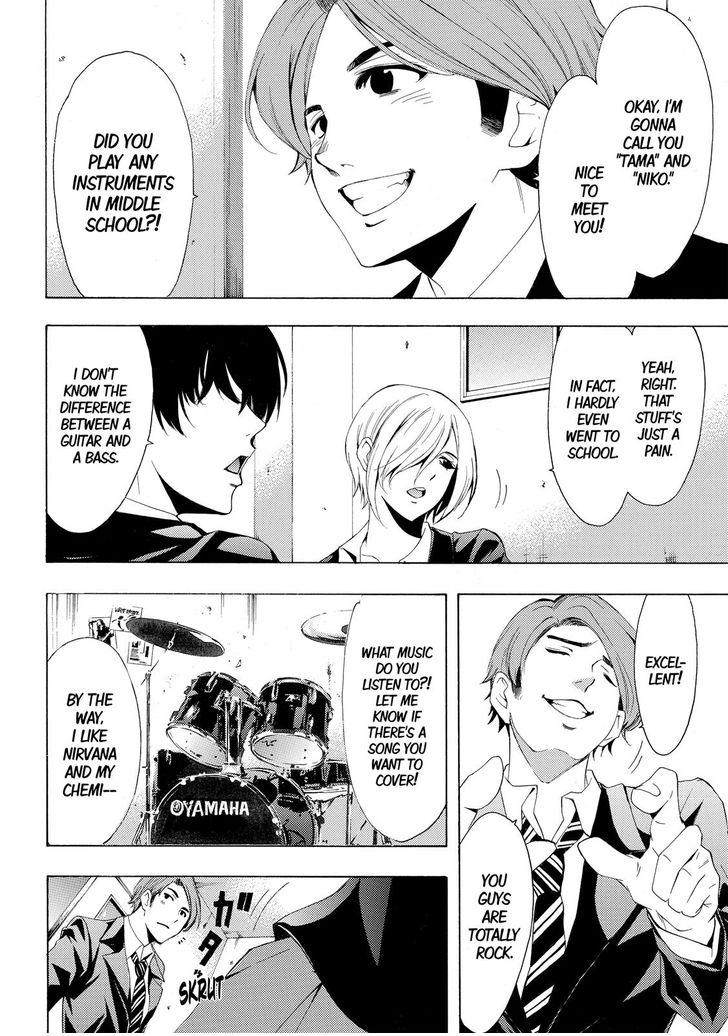 OKAY, I'M
GONNA
CALL YOU
"TAMA" AND
"NIKO."
NICE
TO
MEET
YOU!
DID YOU
PLAY ANY
INSTRUMENTS
IN MIDDLE
SCHOOL?!
YEAH,
RIGHT.
THAT
STUFF'S
JUST A
PAIN.
IN FACT,
I HARDLY
EVEN
WENT TO
SCHOOL.
I DON'T
KNOW THE
DIFFERENCE
BETWEEN A
GUITAR AND
A BASS.
EXCEL-
LENT!
YOU
GUYS
ARE
TOTALLY
ROCK.
WHAT MUSIC
DO YOU
LISTEN TO?!
LET ME
KNOW IF
THERE'S A
SONG YOU
WANT TO
COVER!
BY THE
WAY,
I LIKE
NIRVANA
AND MY
CHEMI--
YAMAHA
ガタ
SKRUT